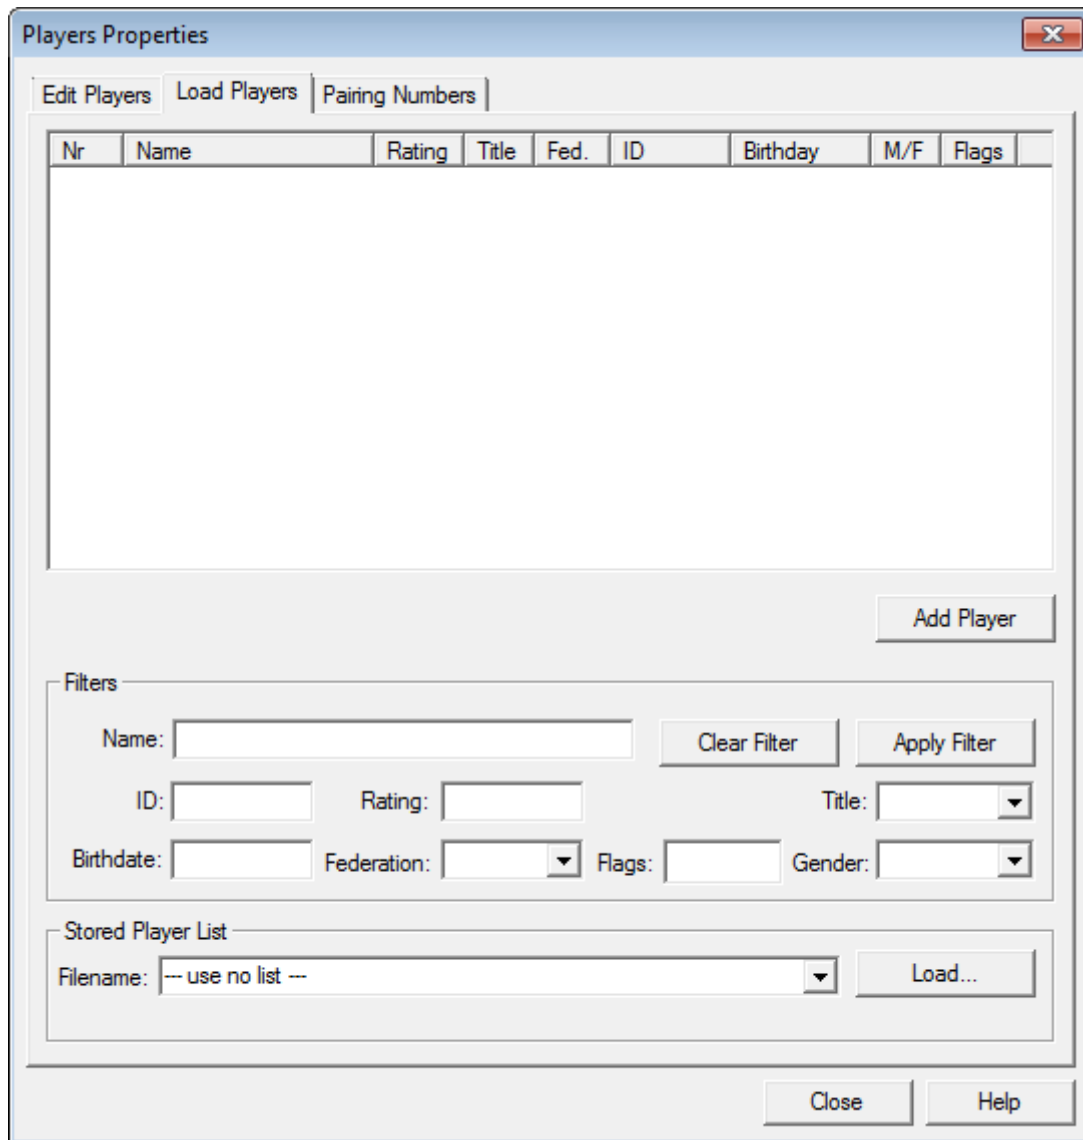 Players Properties
Edit Players Load Players Pairing Numbers
Nr Name Rating Title Fed. ID Birthday M/F Flags
Add Player
Filters
Name: Clear Filter Apply Filter
ID: Rating: Title:
Birthdate: Federation: Flags: Gender:
Stored Player List
Filename: --- use no list --- Load...
Close Help